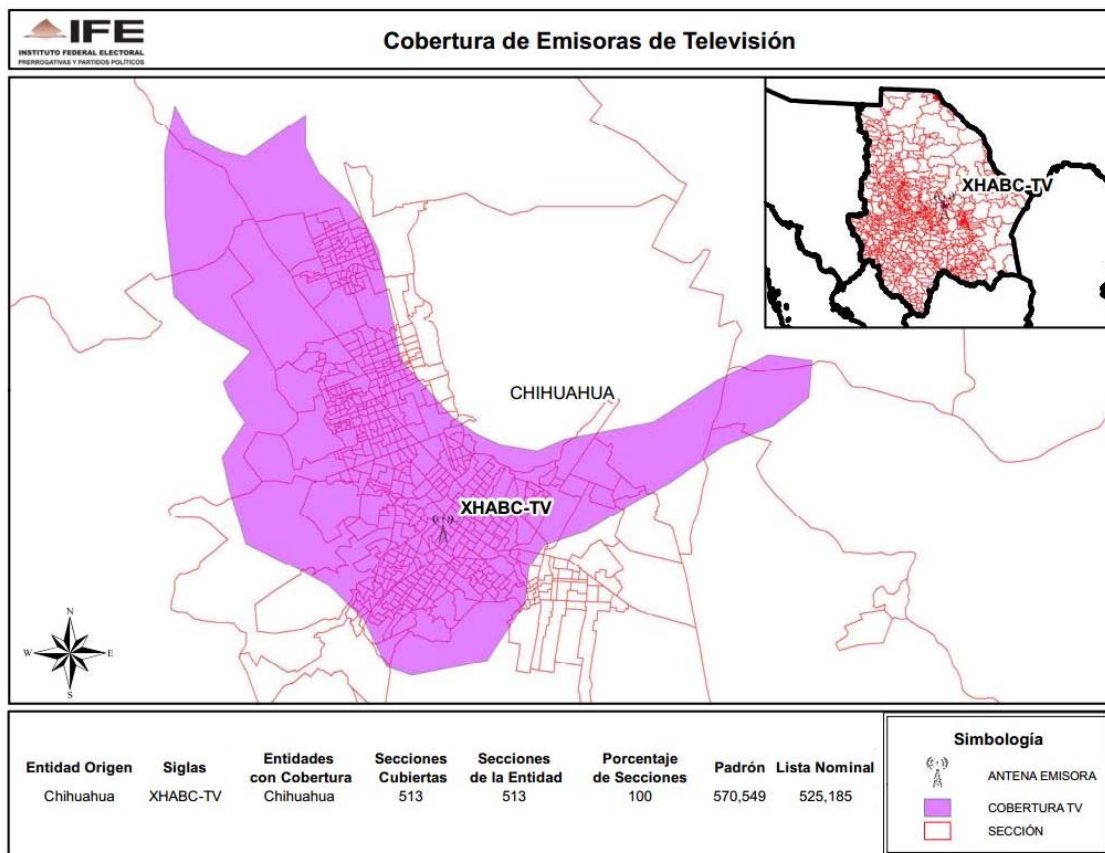 IFE
INSTITUTO FEDERAL ELECTORAL
PRERROGATIVAS Y PARTIDOS POLÍTICOS
Cobertura de Emisoras de Televisión
XHABC-TV
CHIHUAHUA
XHABC-TV
N
W E
S
Entidad Origen Siglas Entidades con Cobertura Secciones Cubiertas Secciones de la Entidad Porcentaje de Secciones Padrón Lista Nominal
Chihuahua XHABC-TV Chihuahua 513 513 100 570,549 525,185
Simbología
ANTENA EMISORA
COBERTURA TV
SECCIÓN